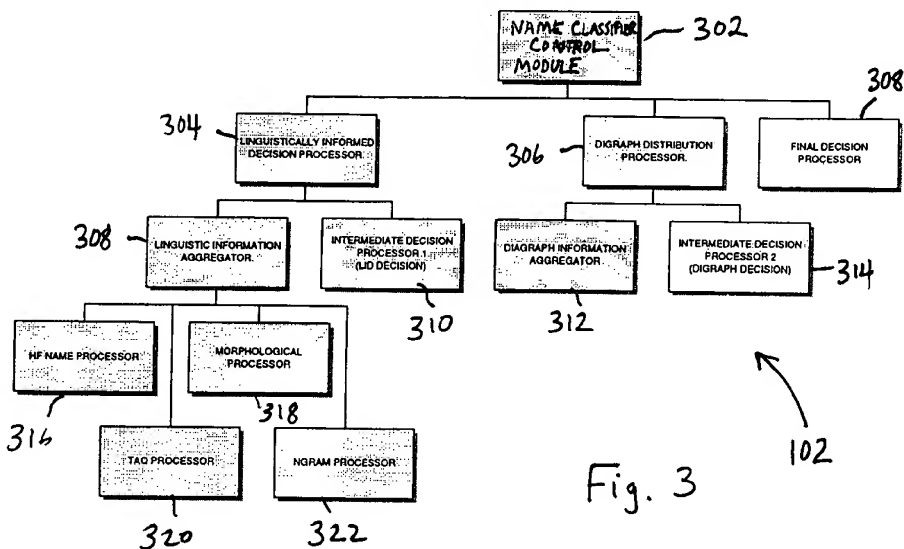 NAME CLASSIFIER
CONTROL
MODULE
302
308
304
LINGUISTICALLY INFORMED
DECISION PROCESSOR.
306
DIGRAPH DISTRIBUTION
PROCESSOR.
FINAL DECISION
PROCESSOR
308
LINGUISTIC INFORMATION
AGGREGATOR.
INTERMEDIATE DECISION
PROCESSOR.1
(LID DECISION)
310
DIAGRAPH INFORMATION
AGGREGATOR.
312
INTERMEDIATE DECISION
PROCESSOR 2
(DIGRAPH DECISION)
314
HF NAME PROCESSOR
316
MORPHOLOGICAL
PROCESSOR
318
TAQ PROCESSOR
320
NGRAM PROCESSOR
322
102
Fig. 3